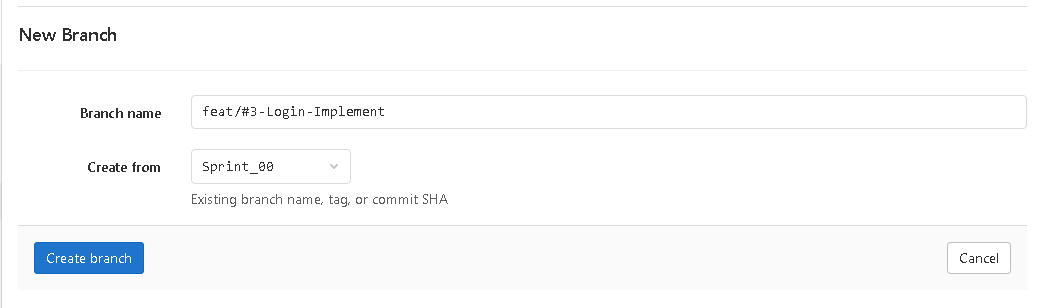 New Branch
Branch name
feat/#3-Login-Implement
Create from
Sprint_00
Existing branch name, tag, or commit SHA
Create branch
Cancel